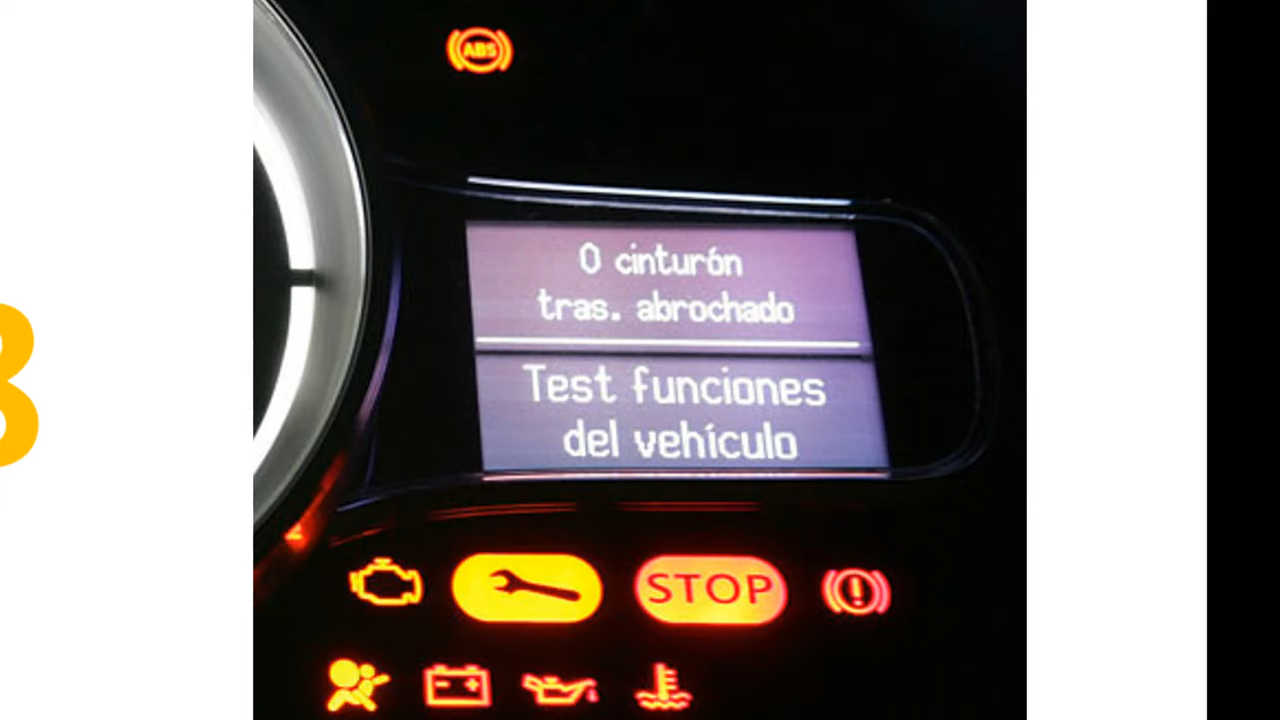 ABS
0 cinturón
tras. abrochado
Test funciones
del vehículo
STOP